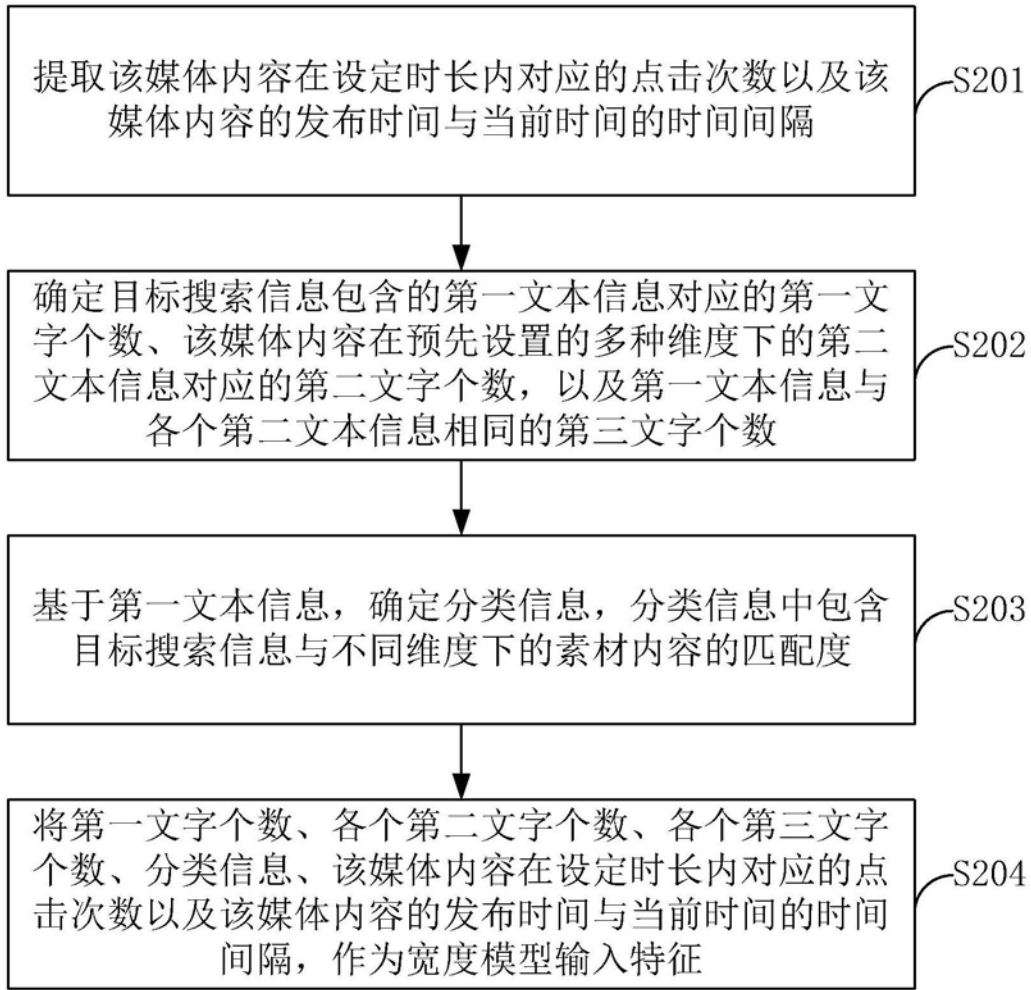 提取该媒体内容在设定时长内对应的点击次数以及该
媒体内容的发布时间与当前时间的时间间隔
S201
确定目标搜索信息包含的第一文本信息对应的第一文
字个数、该媒体内容在预先设置的多种维度下的第二
文本信息对应的第二文字个数，以及第一文本信息与
各个第二文本信息相同的第三文字个数
S202
基于第一文本信息，确定分类信息，分类信息中包含
目标搜索信息与不同维度下的素材内容的匹配度
S203
将第一文字个数、各个第二文字个数、各个第三文字
个数、分类信息、该媒体内容在设定时长内对应的点
击次数以及该媒体内容的发布时间与当前时间的时间
间隔，作为宽度模型输入特征
S204